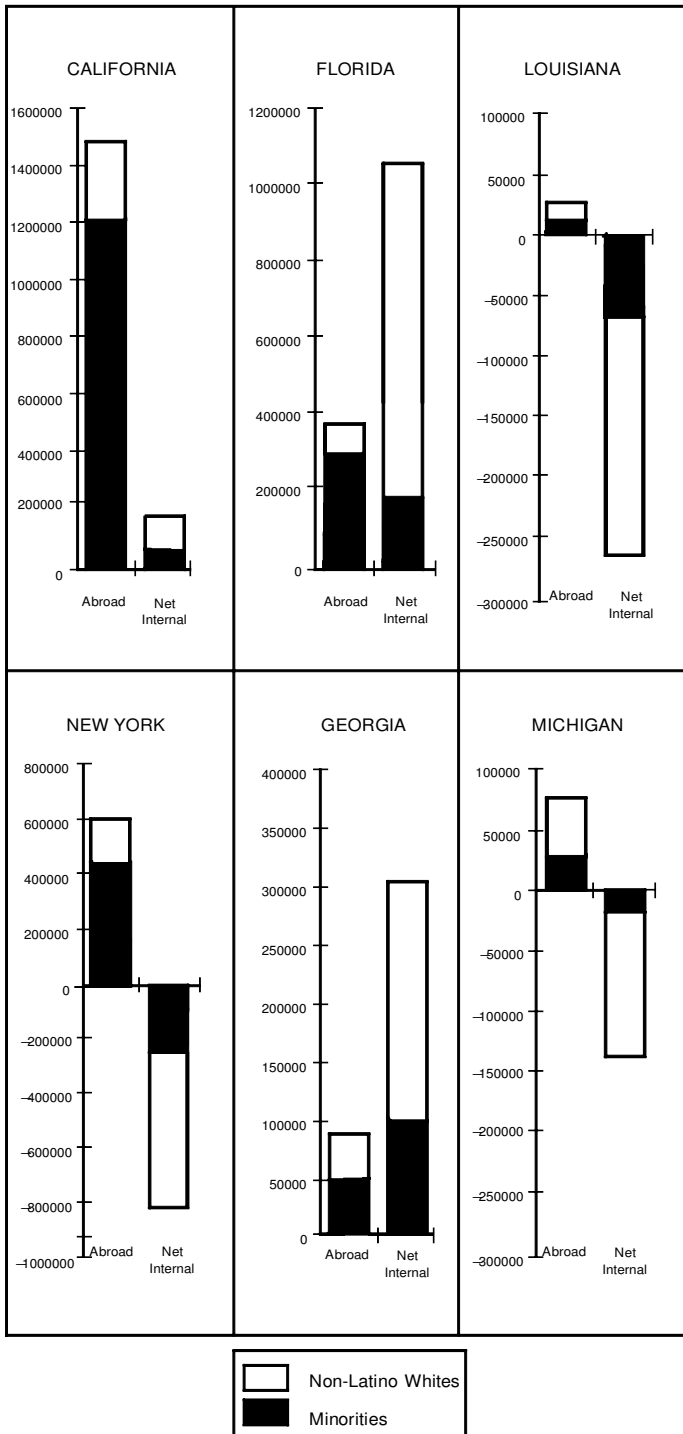 CALIFORNIA
1600000
1400000
1200000
1000000
800000
600000
400000
200000
0
Abroad
Net
Internal
FLORIDA
1200000
1000000
800000
600000
400000
200000
0
Abroad
Net
Internal
LOUISIANA
100000
50000
0
–50000
–100000
–150000
–200000
–250000
–300000
Abroad
Net
Internal
NEW YORK
800000
600000
400000
200000
0
–200000
–400000
–600000
–800000
–1000000
Abroad
Net
Internal
GEORGIA
400000
350000
300000
250000
200000
150000
100000
50000
0
Abroad
Net
Internal
MICHIGAN
100000
50000
0
–50000
–100000
–150000
–200000
–250000
–300000
Abroad
Net
Internal
Non-Latino Whites
Minorities